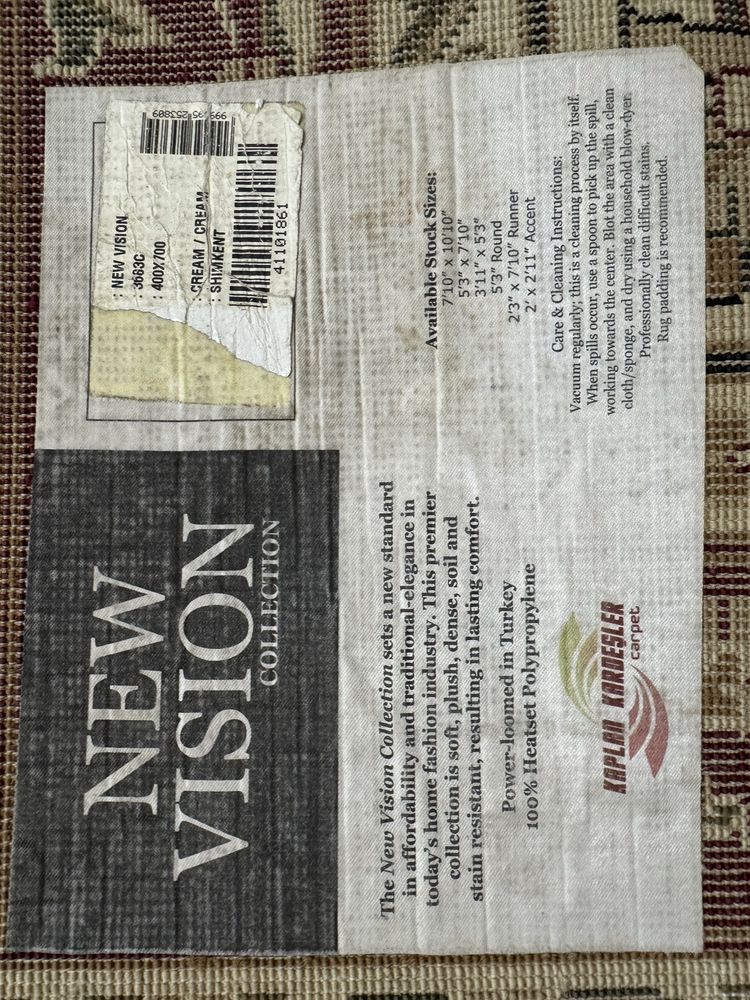 NEW
VISION
COLLECTION
The New Vision Collection sets a new standard
in affordability and traditional-elegance in
today's home fashion industry. This premier
collection is soft, plush, dense, soil and
stain resistant, resulting in lasting comfort.
Power-loomed in Turkey
100% Heatset Polypropylene
KAPLAN KARDESLER
carpet
: NEW VISION
: 3683C
: 400X700
: CREAM / CREAM
: SHIMKENT
999 95-253809
41101861
Available Stock Sizes:
7'10" x 10'10"
5'3" x 7'10"
3'11" x 5'3"
5'3" Round
2'3" x 7'10" Runner
2' x 2'11" Accent
Care & Cleaning Instructions:
Vacuum regularly; this is a cleaning process by itself.
When spills occur, use a spoon to pick up the spill,
working towards the center. Blot the area with a clean
cloth/sponge, and dry using a household blow-dyer.
Professionally clean difficult stains.
Rug padding is recommended.